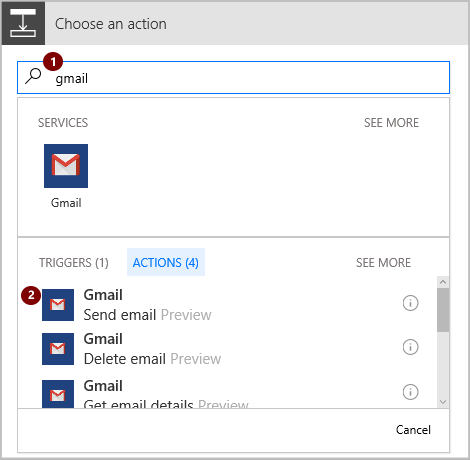 Choose an action
1
gmail
SERVICES SEE MORE
Gmail
TRIGGERS (1) ACTIONS (4) SEE MORE
2
Gmail
Send email Preview
Gmail
Delete email Preview
Gmail
Get email details Preview
Cancel